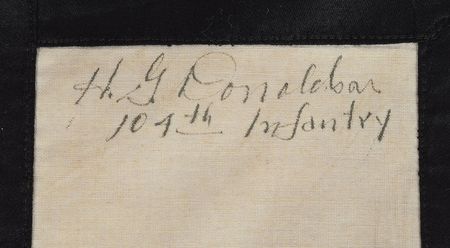 H. G. Donaldson
104th Infantry